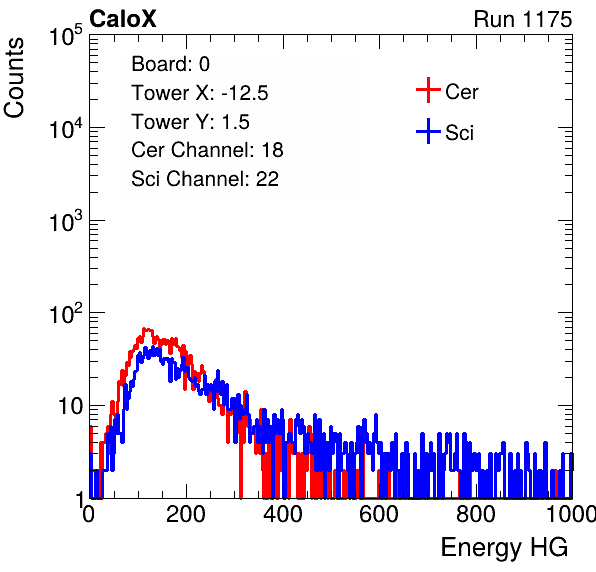 CaloX Run 1175
Counts
10^5
10^4
10^3
10^2
10
1
Board: 0
Tower X: -12.5
Tower Y: 1.5
Cer Channel: 18
Sci Channel: 22
Cer
Sci
0 200 400 600 800 1000
Energy HG